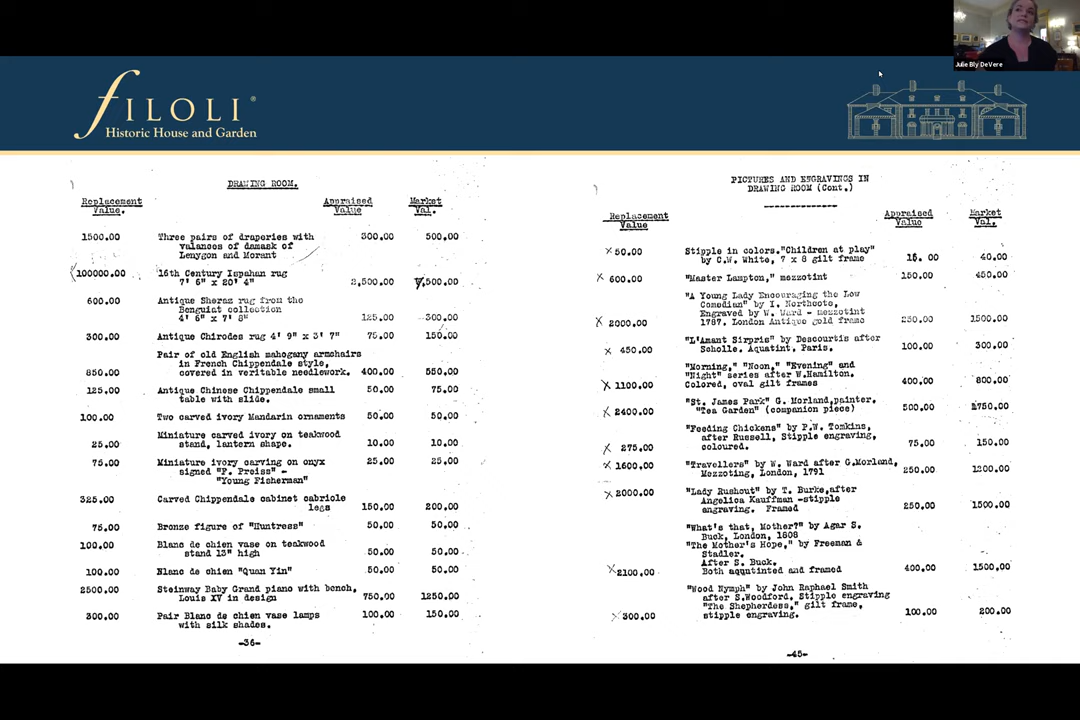 Julie Bly DeVere
FILOLI®
Historic House and Garden
DRAWING ROOM.
Replacement Value. Appraised Value Market Val.
1500.00 Three pairs of draperies with 300.00 500.00
valances of damask of
Lenygon and Morant
100000.00 16th Century Ispahan rug
7' 6" x 20' 4" 2,500.00 7,500.00
600.00 Antique Sheraz rug from the
Benguiat collection
4' 6" x 7' 8" 125.00 300.00
300.00 Antique Chirodes rug 4' 9" x 3' 7" 75.00 150.00
Pair of old English mahogany armchairs
in French Chippendale style,
850.00 covered in veritable needlework. 400.00 550.00
125.00 Antique Chinese Chippendale small 50.00 75.00
table with slide.
100.00 Two carved ivory Mandarin ornaments 50.00 50.00
Miniature carved ivory on teakwood
25.00 stand, lantern shape. 10.00 10.00
75.00 Miniature ivory carving on onyx 25.00 25.00
signed "F. Preiss" -
"Young Fisherman"
325.00 Carved Chippendale cabinet cabriole
legs 150.00 200.00
75.00 Bronze figure of "Huntress" 50.00 50.00
100.00 Blanc de chien vase on teakwood
stand 13" high 50.00 50.00
100.00 Blanc de chien "Quan Yin" 50.00 50.00
2500.00 Steinway Baby Grand piano with bench,
Louis XV in design 750.00 1250.00
300.00 Pair Blanc de chien vase lamps 100.00 150.00
with silk shades.
-36-
PICTURES AND ENGRAVINGS IN
DRAWING ROOM (Cont.)
Replacement Value Appraised Value Market Val.
x 50.00 Stipple in colors."Children at play"
by C.W. White, 7 x 8 gilt frame 15.00 40.00
x 600.00 "Master Lampton," mezzotint 150.00 450.00
"A Young Lady Encouraging the Low
Comedian" by I. Northcote,
Engraved by W. Ward - mezzotint
x 2000.00 1787. London Antique gold frame 250.00 1500.00
"L'Amant Sirpris" by Descourtis after
x 450.00 Scholle. Aquatint, Paris. 100.00 300.00
"Morning," "Noon," "Evening" and
"Night" series after W.Hamilton.
x 1100.00 Colored, oval gilt frames 400.00 800.00
"St. James Park" G. Morland,painter.
x 2400.00 "Tea Garden" (companion piece) 500.00 1750.00
"Feeding Chickens" by P.W. Tomkins,
after Russell, Stipple engraving,
x 275.00 coloured. 75.00 150.00
x 1600.00 "Travellers" by W. Ward after G.Morland,
Mezzoting, London, 1791 250.00 1200.00
x 2000.00 "Lady Rushout" by T. Burke,after
Angelica Kauffman -stipple
engraving. Framed 250.00 1500.00
"What's that, Mother?" by Agar S.
Buck, London, 1808
"The Mother's Hope," by Freeman &
Stadler.
After S. Buck.
x 2100.00 Both aqqutinted and framed 400.00 1500.00
"Wood Nymph" by John Raphael Smith
after S.Woodford, Stipple engraving
"The Shepherdess," gilt frame,
x 300.00 stipple engraving. 100.00 200.00
-45-